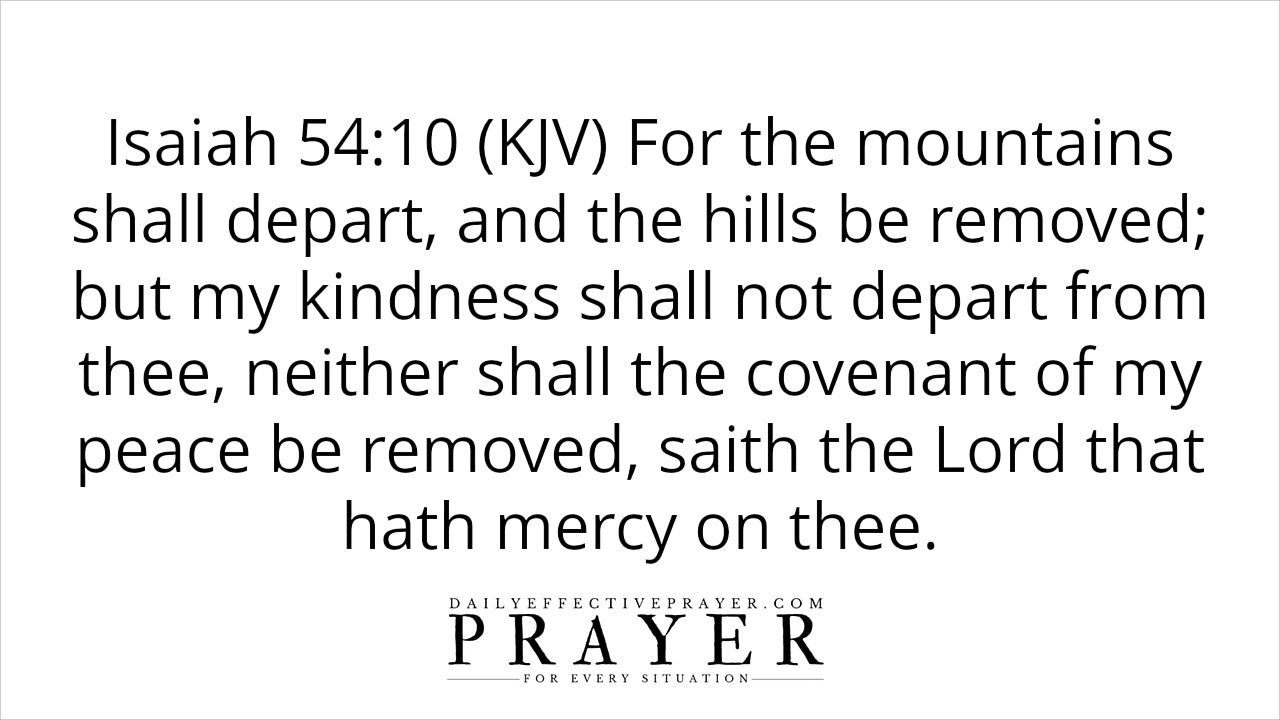 Isaiah 54:10 (KJV) For the mountains
shall depart, and the hills be removed;
but my kindness shall not depart from
thee, neither shall the covenant of my
peace be removed, saith the Lord that
hath mercy on thee.
DAILYEFFECTIVEPRAYER.COM
PRAYER
FOR EVERY SITUATION